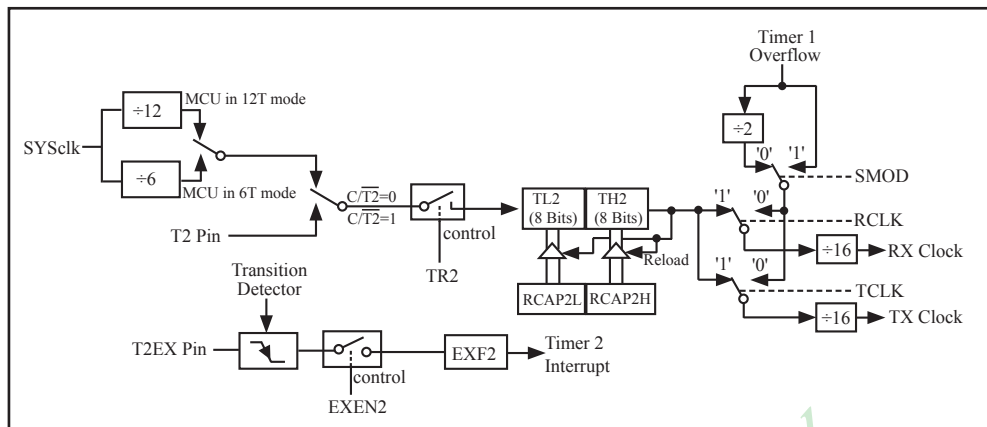 Timer 1
Overflow
÷12
MCU in 12T mode
SYSclk
÷6
MCU in 6T mode
÷2
'0'
'1'
SMOD
C/T2=0
C/T2=1
T2 Pin
control
TR2
TL2
(8 Bits)
TH2
(8 Bits)
Reload
RCAP2L
RCAP2H
'1'
'0'
RCLK
÷16
RX Clock
'1'
'0'
TCLK
÷16
TX Clock
Transition
Detector
T2EX Pin
control
EXEN2
EXF2
Timer 2
Interrupt